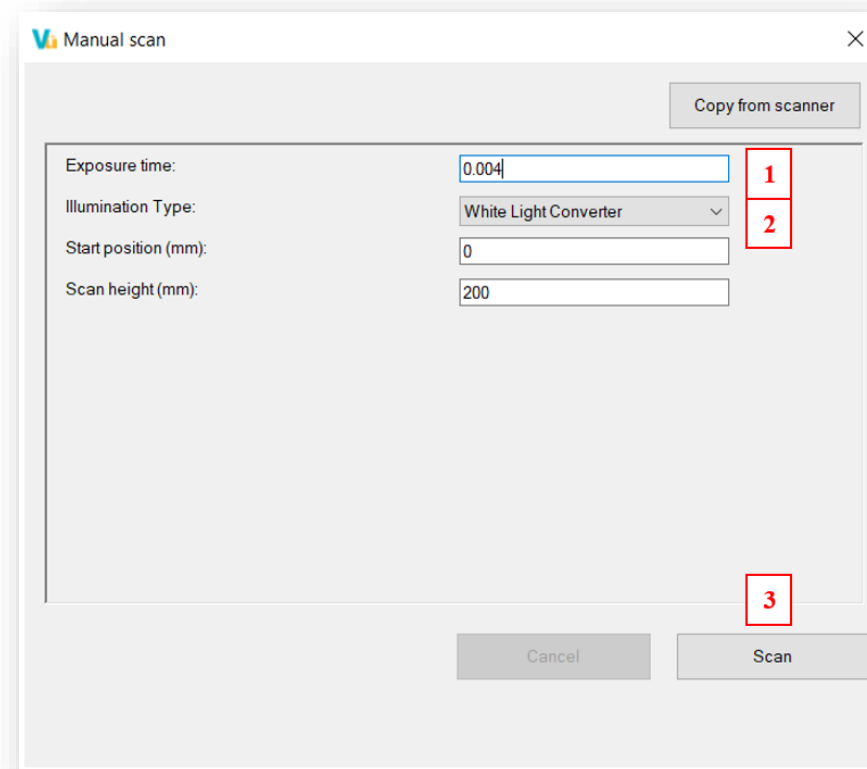 Manual scan
Copy from scanner
Exposure time: 0.004 1
Illumination Type: White Light Converter 2
Start position (mm): 0
Scan height (mm): 200
3
Cancel Scan